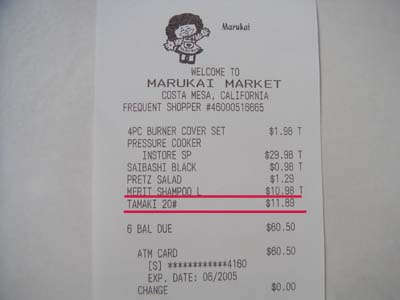 Marukai
WELCOME TO
MARUKAI MARKET
COSTA MESA, CALIFORNIA
FREQUENT SHOPPER #46000516665
4PC BURNER COVER SET $1.98 T
PRESSURE COOKER
INSTORE SP $29.98 T
SAIBASHI BLACK $0.98 T
PRETZ SALAD $1.29
MERIT SHAMPOO L $10.98 T
TAMAKI 20# $11.89
6 BAL DUE $60.50
ATM CARD $60.50
[S] ************4160
EXP. DATE: 06/2005
CHANGE $0.00